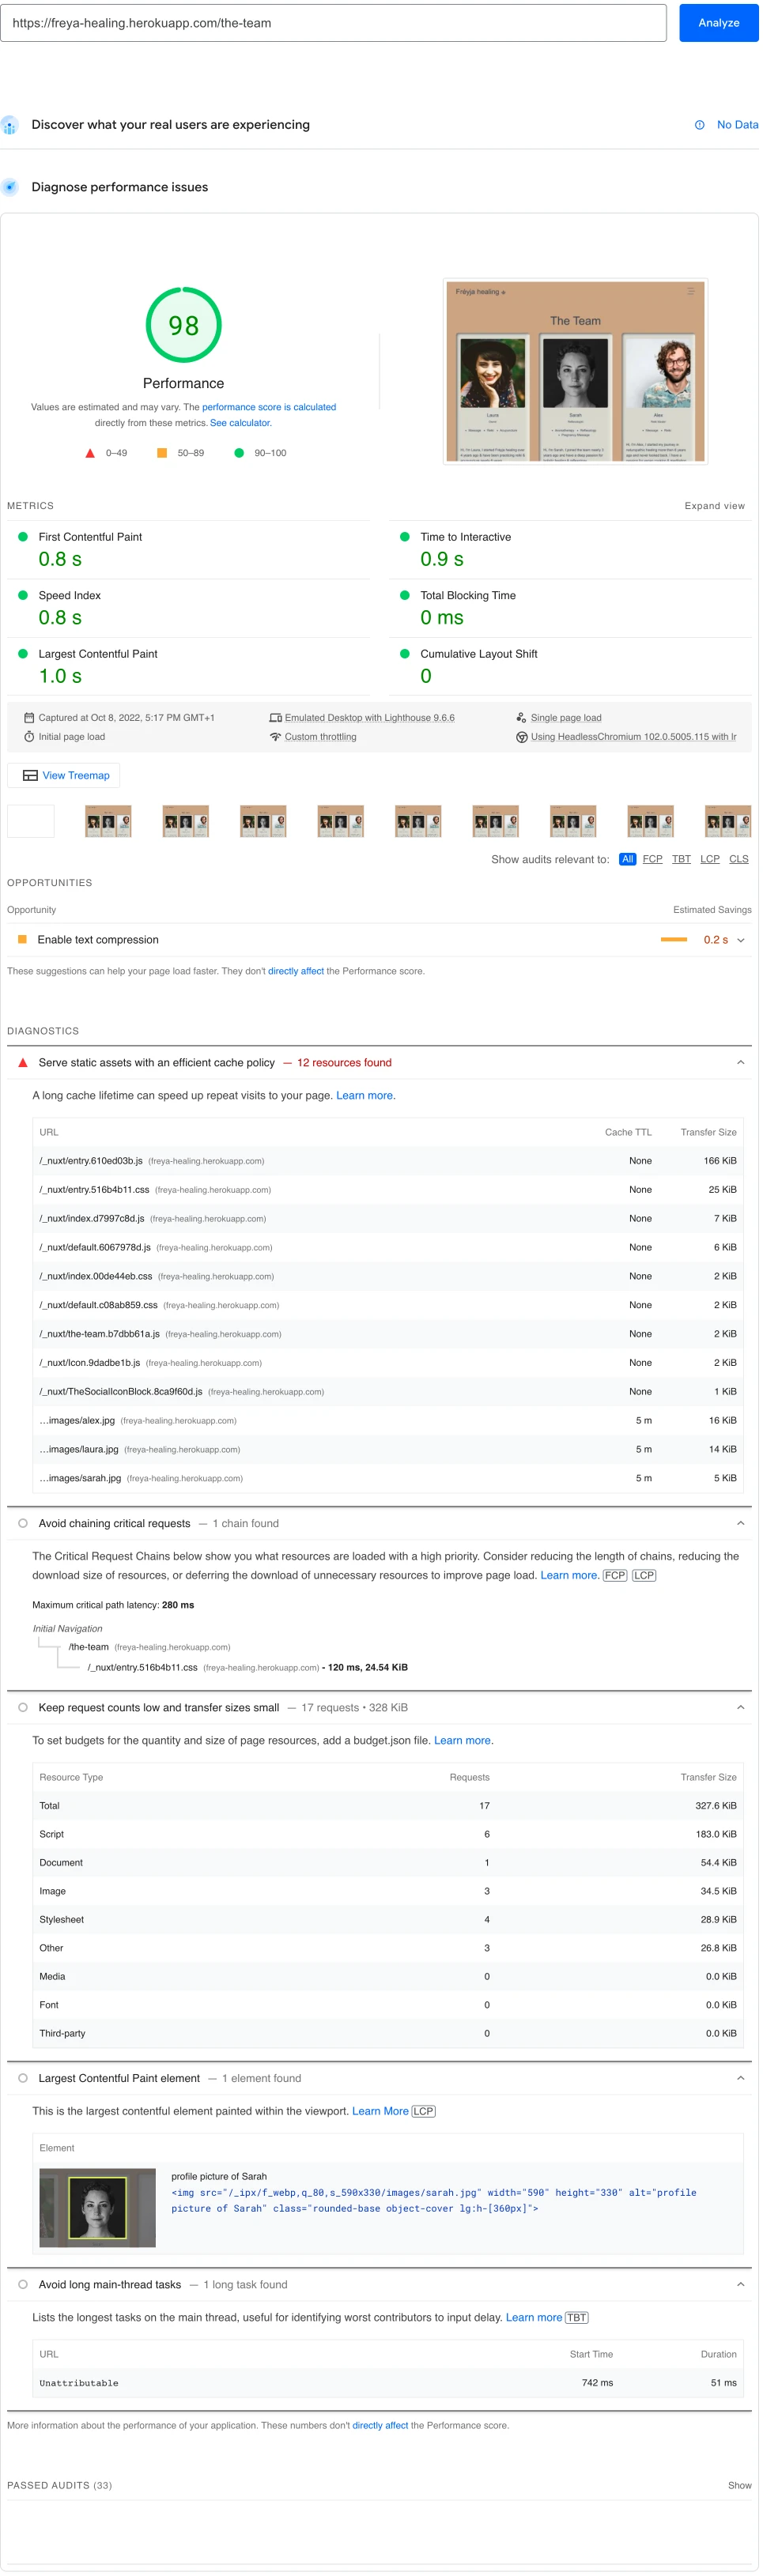 https://freya-healing.herokuapp.com/the-team
Analyze
Discover what your real users are experiencing
No Data
Diagnose performance issues
98
Performance
Values are estimated and may vary. The performance score is calculated
directly from these metrics. See calculator.
0–49
50–89
90–100
Freyja healing
The Team
Laura
Sarah
Alex
METRICS
Expand view
First Contentful Paint
0.8 s
Time to Interactive
0.9 s
Speed Index
0.8 s
Total Blocking Time
0 ms
Largest Contentful Paint
1.0 s
Cumulative Layout Shift
0
Captured at Oct 8, 2022, 5:17 PM GMT+1
Emulated Desktop with Lighthouse 9.6.6
Single page load
Initial page load
Custom throttling
Using HeadlessChromium 102.0.5005.115 with lr
View Treemap
Show audits relevant to: All FCP TBT LCP CLS
OPPORTUNITIES
Opportunity
Estimated Savings
Enable text compression
0.2 s
These suggestions can help your page load faster. They don't directly affect the Performance score.
DIAGNOSTICS
Serve static assets with an efficient cache policy — 12 resources found
A long cache lifetime can speed up repeat visits to your page. Learn more.
URL Cache TTL Transfer Size
/_nuxt/entry.610ed03b.js (freya-healing.herokuapp.com) None 166 KiB
/_nuxt/entry.516b4b11.css (freya-healing.herokuapp.com) None 25 KiB
/_nuxt/index.d7997c8d.js (freya-healing.herokuapp.com) None 7 KiB
/_nuxt/default.6067978d.js (freya-healing.herokuapp.com) None 6 KiB
/_nuxt/index.00de44eb.css (freya-healing.herokuapp.com) None 2 KiB
/_nuxt/default.c08ab859.css (freya-healing.herokuapp.com) None 2 KiB
/_nuxt/the-team.b7dbb61a.js (freya-healing.herokuapp.com) None 2 KiB
/_nuxt/Icon.9dadbe1b.js (freya-healing.herokuapp.com) None 2 KiB
/_nuxt/TheSocialIconBlock.8ca9f60d.js (freya-healing.herokuapp.com) None 1 KiB
…images/alex.jpg (freya-healing.herokuapp.com) 5 m 16 KiB
…images/laura.jpg (freya-healing.herokuapp.com) 5 m 14 KiB
…images/sarah.jpg (freya-healing.herokuapp.com) 5 m 5 KiB
Avoid chaining critical requests — 1 chain found
The Critical Request Chains below show you what resources are loaded with a high priority. Consider reducing the length of chains, reducing the
download size of resources, or deferring the download of unnecessary resources to improve page load. Learn more. FCP LCP
Maximum critical path latency: 280 ms
Initial Navigation
/the-team (freya-healing.herokuapp.com)
/_nuxt/entry.516b4b11.css (freya-healing.herokuapp.com) - 120 ms, 24.54 KiB
Keep request counts low and transfer sizes small — 17 requests • 328 KiB
To set budgets for the quantity and size of page resources, add a budget.json file. Learn more.
Resource Type Requests Transfer Size
Total 17 327.6 KiB
Script 6 183.0 KiB
Document 1 54.4 KiB
Image 3 34.5 KiB
Stylesheet 4 28.9 KiB
Other 3 26.8 KiB
Media 0 0.0 KiB
Font 0 0.0 KiB
Third-party 0 0.0 KiB
Largest Contentful Paint element — 1 element found
This is the largest contentful element painted within the viewport. Learn More LCP
Element
profile picture of Sarah
<img src="/_ipx/f_webp,q_80,s_590x330/images/sarah.jpg" width="590" height="330" alt="profile
picture of Sarah" class="rounded-base object-cover lg:h-[360px]">
Avoid long main-thread tasks — 1 long task found
Lists the longest tasks on the main thread, useful for identifying worst contributors to input delay. Learn more TBT
URL Start Time Duration
Unattributable 742 ms 51 ms
More information about the performance of your application. These numbers don't directly affect the Performance score.
PASSED AUDITS (33)
Show